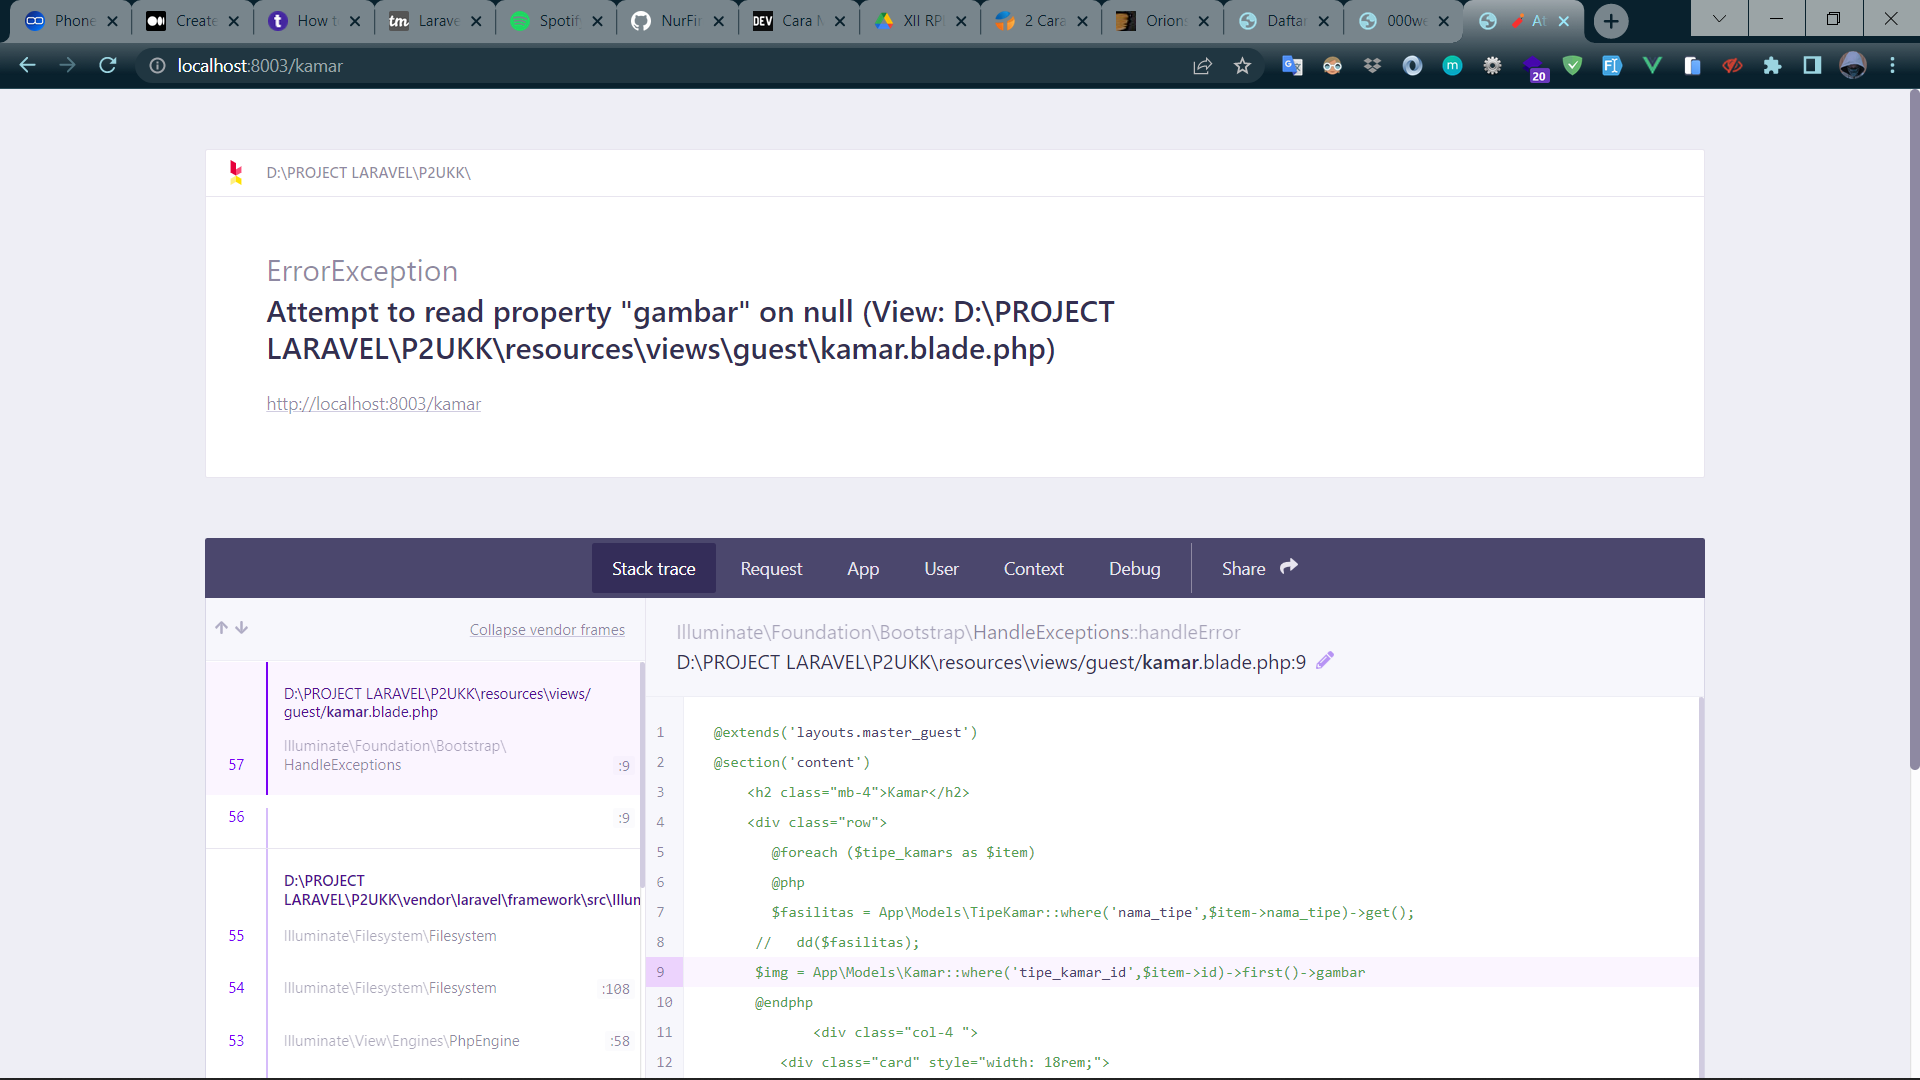 Phone
Create
How t
tm
Larave
Spotif
NurFir
DEV
Cara M
XII RPL
2 Cara
Orions
Daftar
000we
At
localhost:8003/kamar
20
D:\PROJECT LARAVEL\P2UKK\
ErrorException
Attempt to read property "gambar" on null (View: D:\PROJECT
LARAVEL\P2UKK\resources\views\guest\kamar.blade.php)
http://localhost:8003/kamar
Stack trace
Request
App
User
Context
Debug
Share
Collapse vendor frames
D:\PROJECT LARAVEL\P2UKK\resources\views/
guest/kamar.blade.php
Illuminate\Foundation\Bootstrap\
HandleExceptions
57
:9
56
:9
D:\PROJECT
LARAVEL\P2UKK\vendor\laravel\framework\src\Illum
55
Illuminate\Filesystem\Filesystem
54
Illuminate\Filesystem\Filesystem
:108
53
Illuminate\View\Engines\PhpEngine
:58
Illuminate\Foundation\Bootstrap\HandleExceptions::handleError
D:\PROJECT LARAVEL\P2UKK\resources\views/guest/kamar.blade.php:9
1 @extends('layouts.master_guest')
2 @section('content')
3 <h2 class="mb-4">Kamar</h2>
4 <div class="row">
5 @foreach ($tipe_kamars as $item)
6 @php
7 $fasilitas = App\Models\TipeKamar::where('nama_tipe',$item->nama_tipe)->get();
8 // dd($fasilitas);
9 $img = App\Models\Kamar::where('tipe_kamar_id',$item->id)->first()->gambar
10 @endphp
11 <div class="col-4 ">
12 <div class="card" style="width: 18rem;">